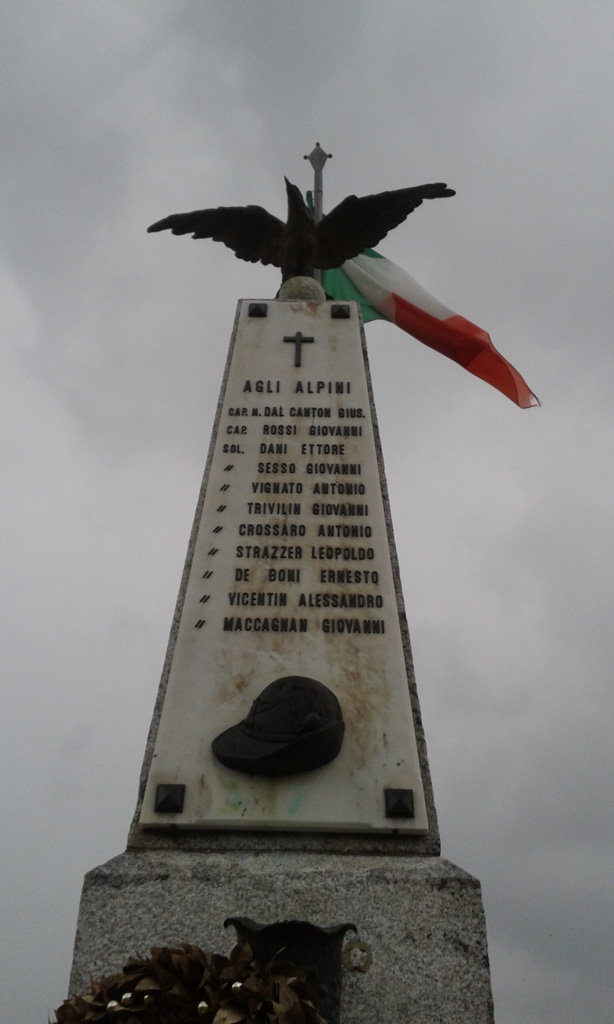 AGLI ALPINI
CAP. M. DAL CANTON GIUS.
CAP. ROSSI GIOVANNI
SOL. DANI ETTORE
〃 SESSO GIOVANNI
〃 VIGNATO ANTONIO
〃 TRIVILIN GIOVANNI
〃 CROSSARO ANTONIO
〃 STRAZZER LEOPOLDO
〃 DE BONI ERNESTO
〃 VICENTIN ALESSANDRO
〃 MACCAGNAN GIOVANNI